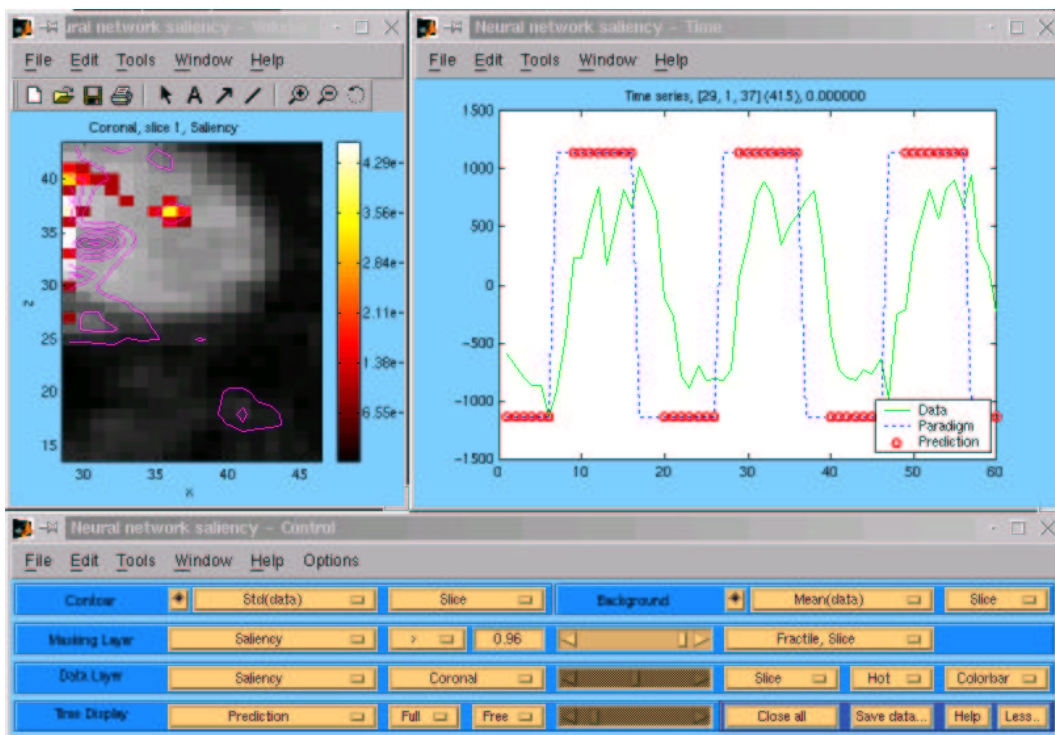 Neural network saliency - Time
File Edit Tools Window Help
File Edit Tools Window Help
A
Coronal, slice 1, Saliency
40
35
30
25
20
15
z
30 35 40 45
x
4.29e-
3.56e-
2.84e-
2.11e-
1.38e-
6.55e-
Time series, [29, 1, 37] (415), 0.000000
1500
1000
500
0
-500
-1000
-1500
0 10 20 30 40 50 60
Data
Paradigm
Prediction
Neural network saliency - Control
File Edit Tools Window Help Options
Contour Std(data) Slice Background Mean(data) Slice
Masking Layer Saliency > 0.96 Fractile, Slice
Data Layer Saliency Coronal Slice Hot Colorbar
Time Display Prediction Full Free Close all Save data... Help Less..